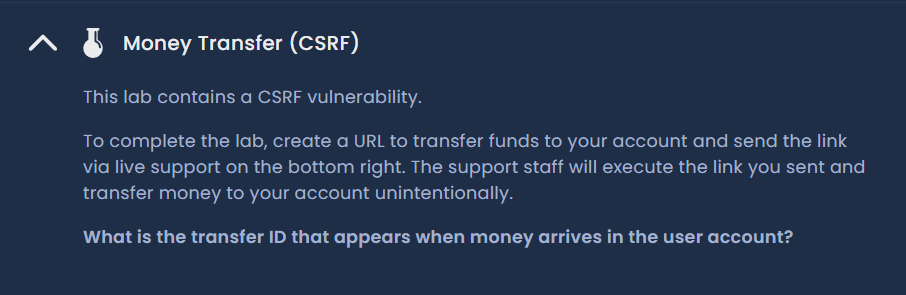 Money Transfer (CSRF)
This lab contains a CSRF vulnerability.
To complete the lab, create a URL to transfer funds to your account and send the link
via live support on the bottom right. The support staff will execute the link you sent and
transfer money to your account unintentionally.
What is the transfer ID that appears when money arrives in the user account?